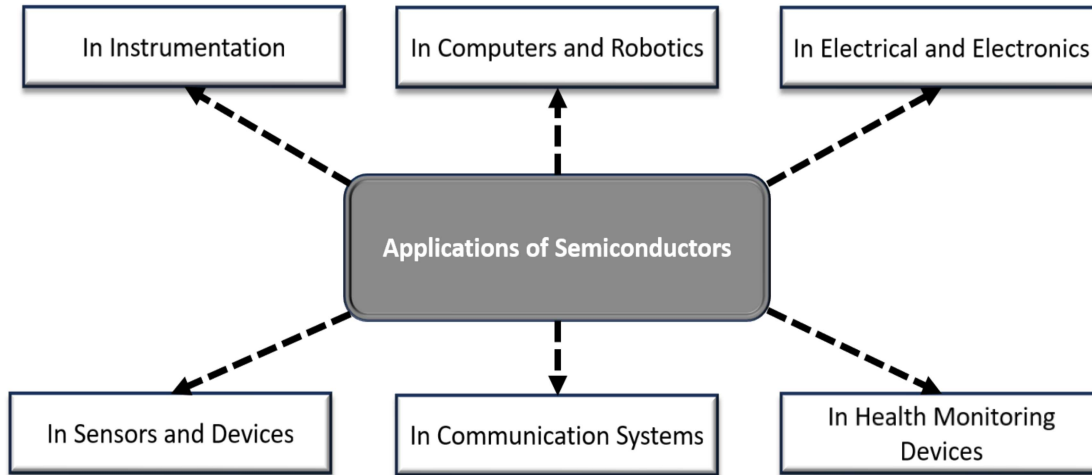 In Instrumentation
In Computers and Robotics
In Electrical and Electronics
Applications of Semiconductors
In Sensors and Devices
In Communication Systems
In Health Monitoring
Devices